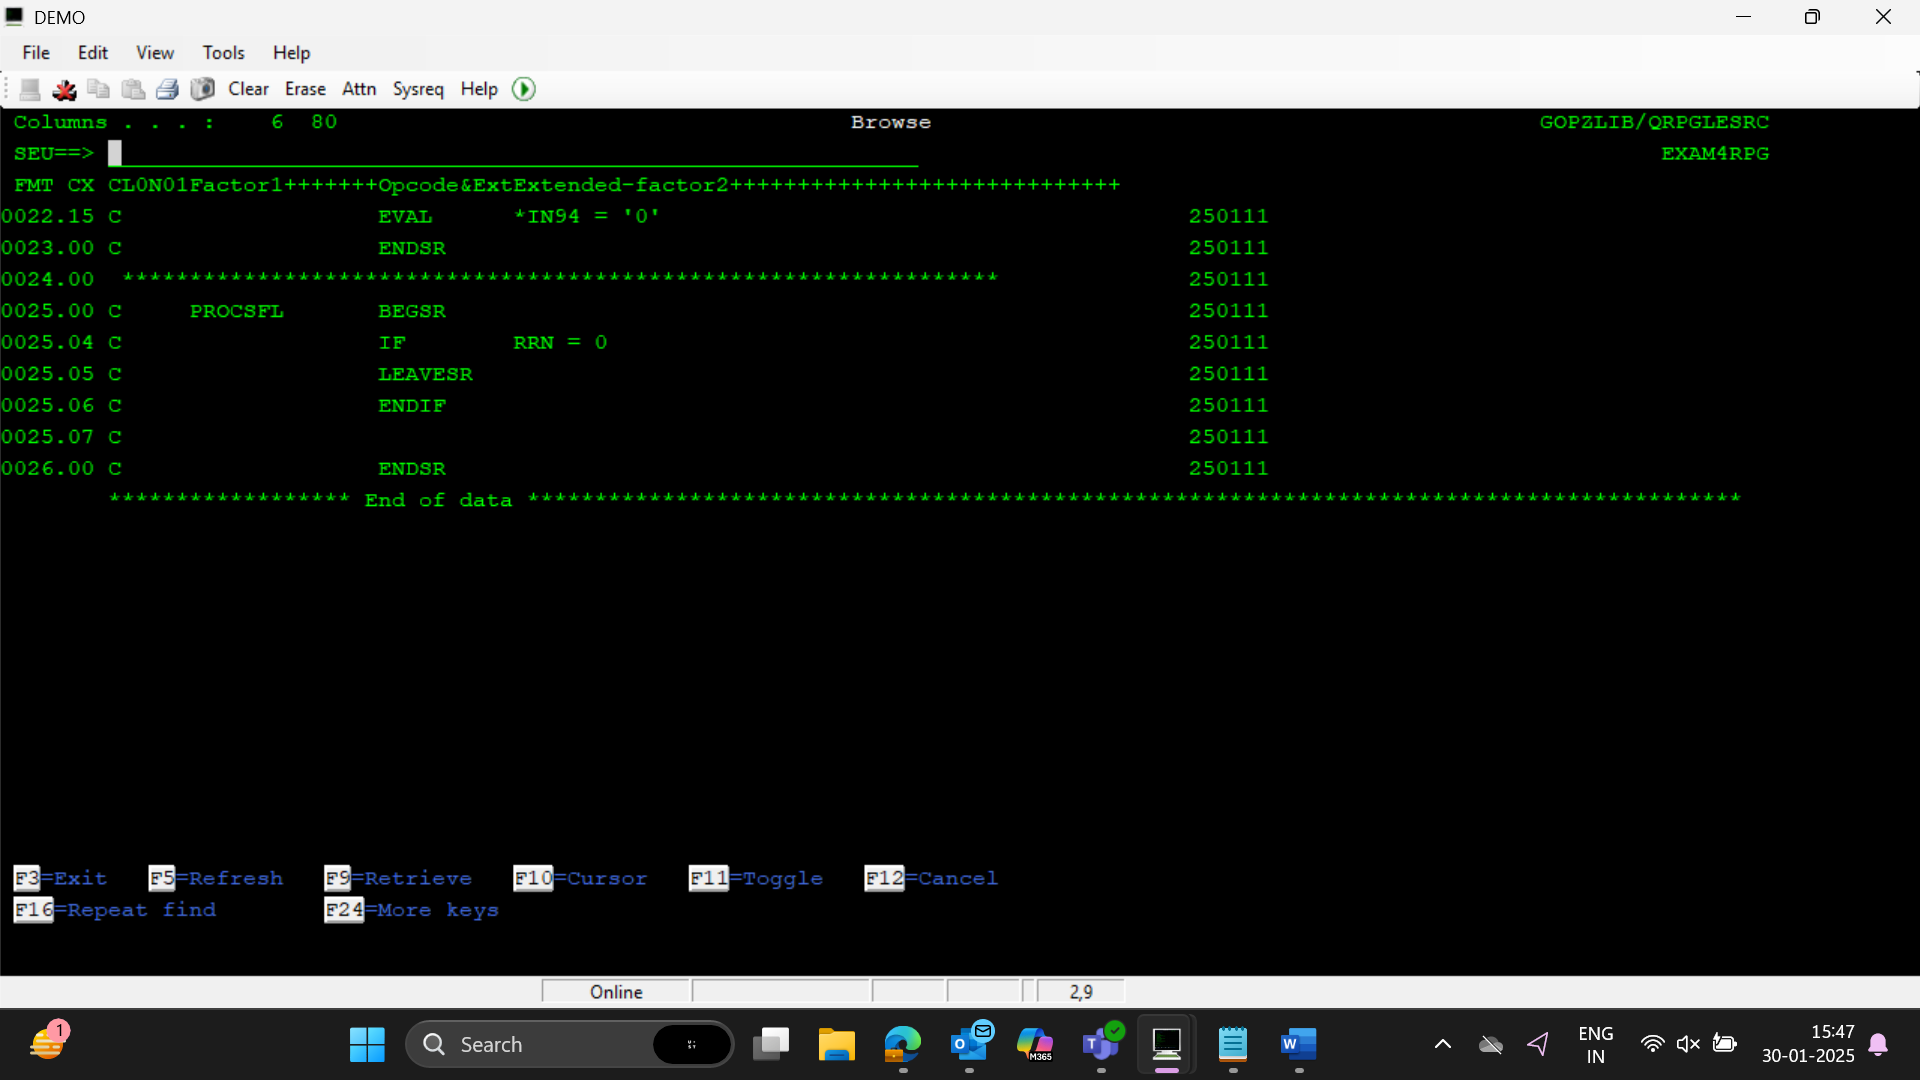 DEMO
File Edit View Tools Help
Clear Erase Attn Sysreq Help
Columns . . . : 6 80 Browse GOPZLIB/QRPGLESRC
SEU==> EXAM4RPG
FMT CX CL0N01Factor1+++++++Opcode&ExtExtended-factor2+++++++++++++++++++++++++++++
0022.15 C EVAL *IN94 = '0' 250111
0023.00 C ENDSR 250111
0024.00 ***************************************************************** 250111
0025.00 C PROCSFL BEGSR 250111
0025.04 C IF RRN = 0 250111
0025.05 C LEAVESR 250111
0025.06 C ENDIF 250111
0025.07 C 250111
0026.00 C ENDSR 250111
****************** End of data ******************************************************************************************
F3=Exit F5=Refresh F9=Retrieve F10=Cursor F11=Toggle F12=Cancel
F16=Repeat find F24=More keys
Online 2,9
1 Search M365 ENG 15:47
IN 30-01-2025